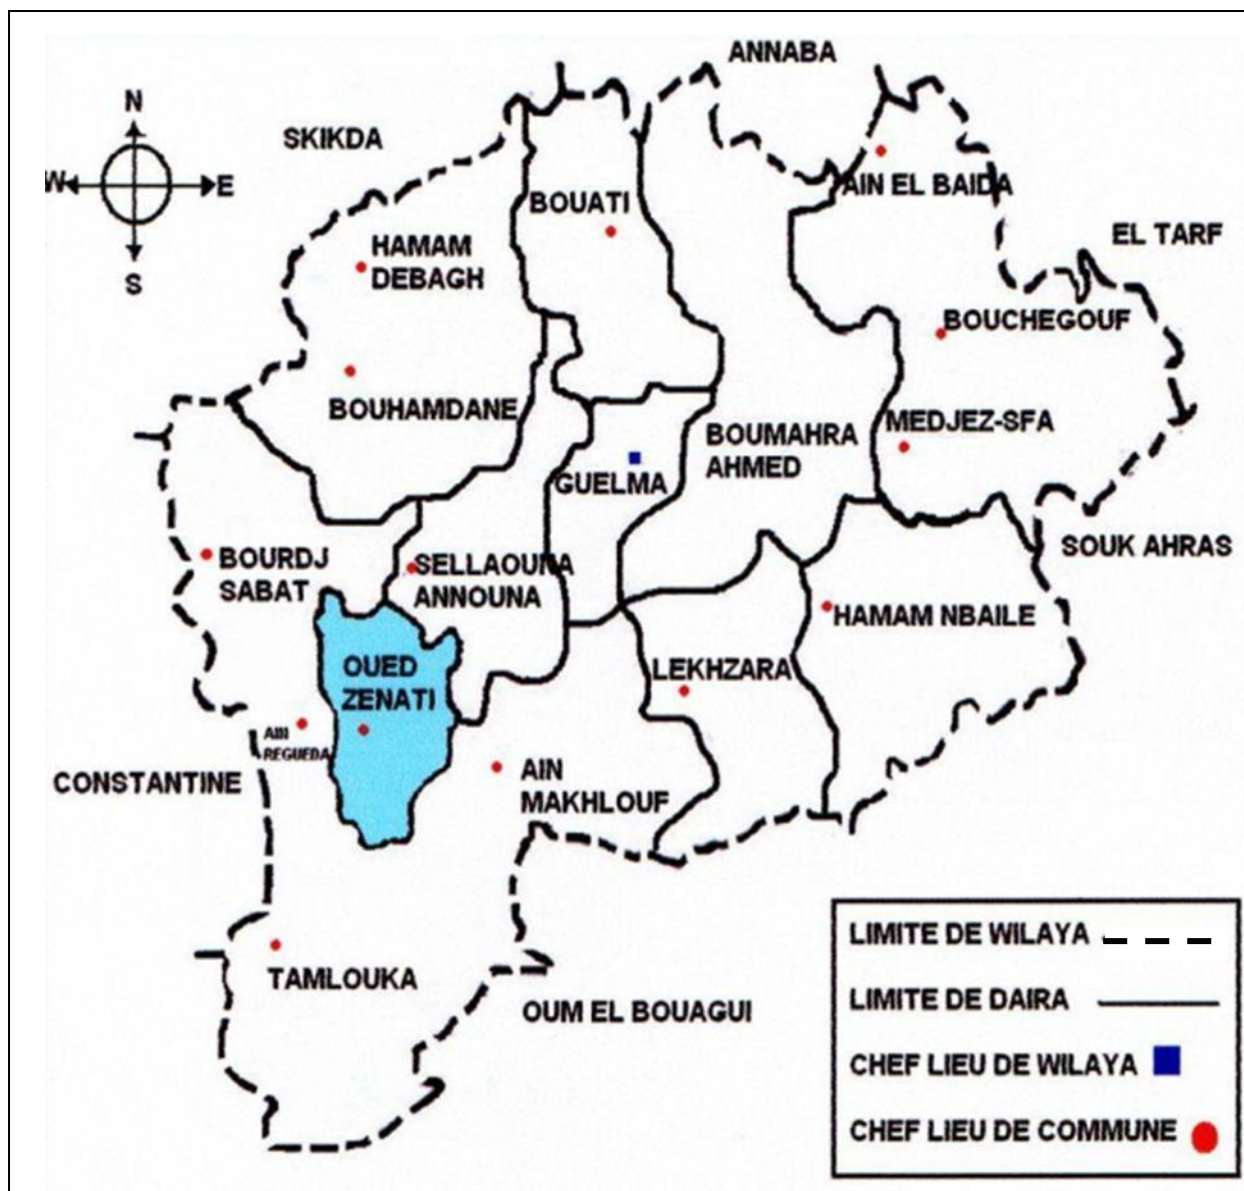 ANNABA
N
SKIKDA
W
E
AIN EL BAIDA
BOUATI
EL TARF
HAMAM
DEBAGH
S
BOUCHEGOUF
BOUHAMDANE
MEDJEZ-SFA
BOUMAHRA
AHMED
GUELMA
SOUK AHRAS
BOURDJ
SABAT
SELLAOUNA
ANNOUNA
HAMAM NBAILE
OUED
ZENATI
LEKHZARA
AIN
REGUEDA
CONSTANTINE
AIN
MAKHLOUF
TAMLOUKA
OUM EL BOUAGUI
LIMITE DE WILAYA
LIMITE DE DAIRA
CHEF LIEU DE WILAYA
CHEF LIEU DE COMMUNE